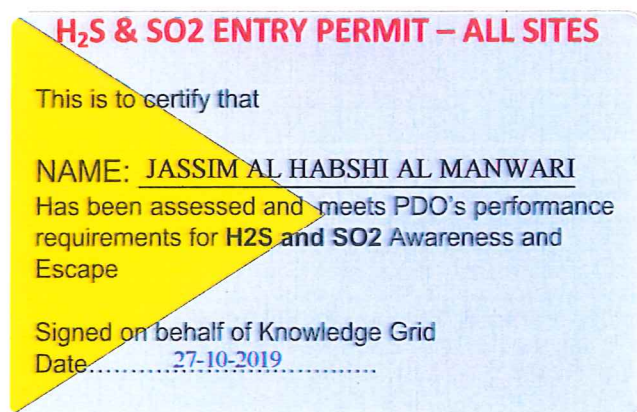 H₂S & SO2 ENTRY PERMIT – ALL SITES
This is to certify that
NAME: JASSIM AL HABSHI AL MANWARI
Has been assessed and meets PDO's performance
requirements for H2S and SO2 Awareness and
Escape
Signed on behalf of Knowledge Grid
Date......27-10-2019......